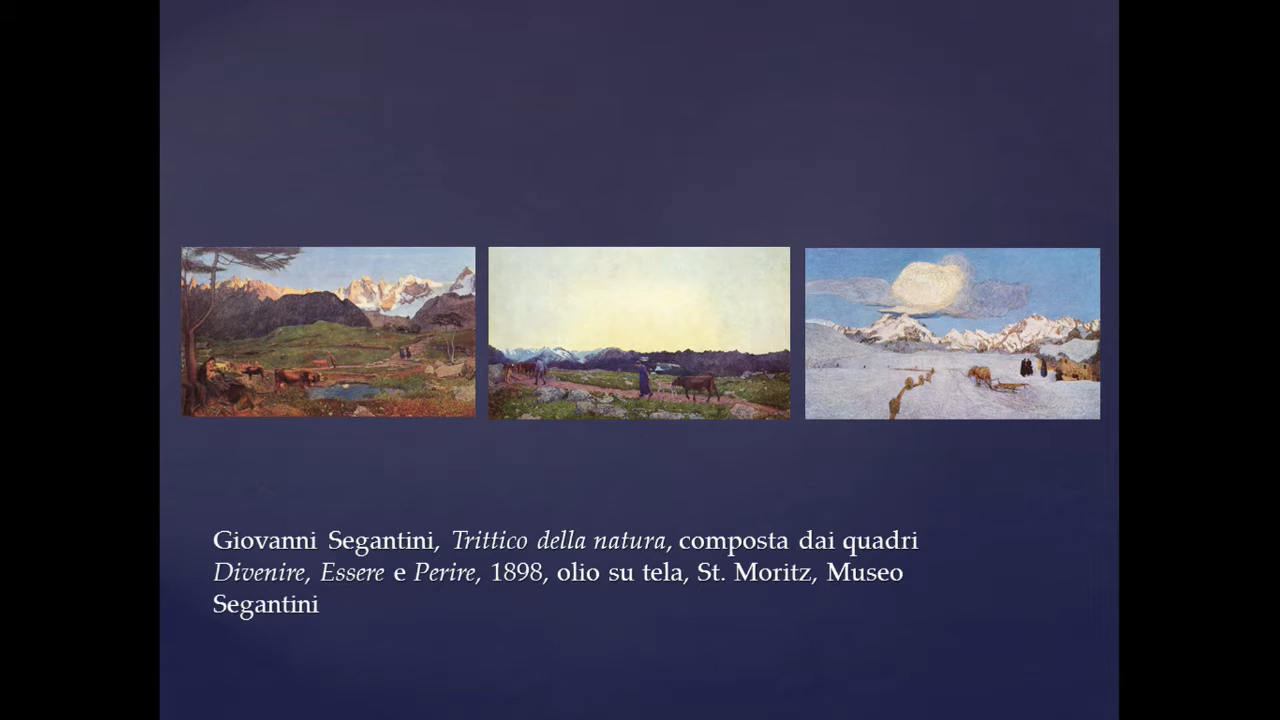 Giovanni Segantini, Trittico della natura, composta dai quadri
Divenire, Essere e Perire, 1898, olio su tela, St. Moritz, Museo
Segantini